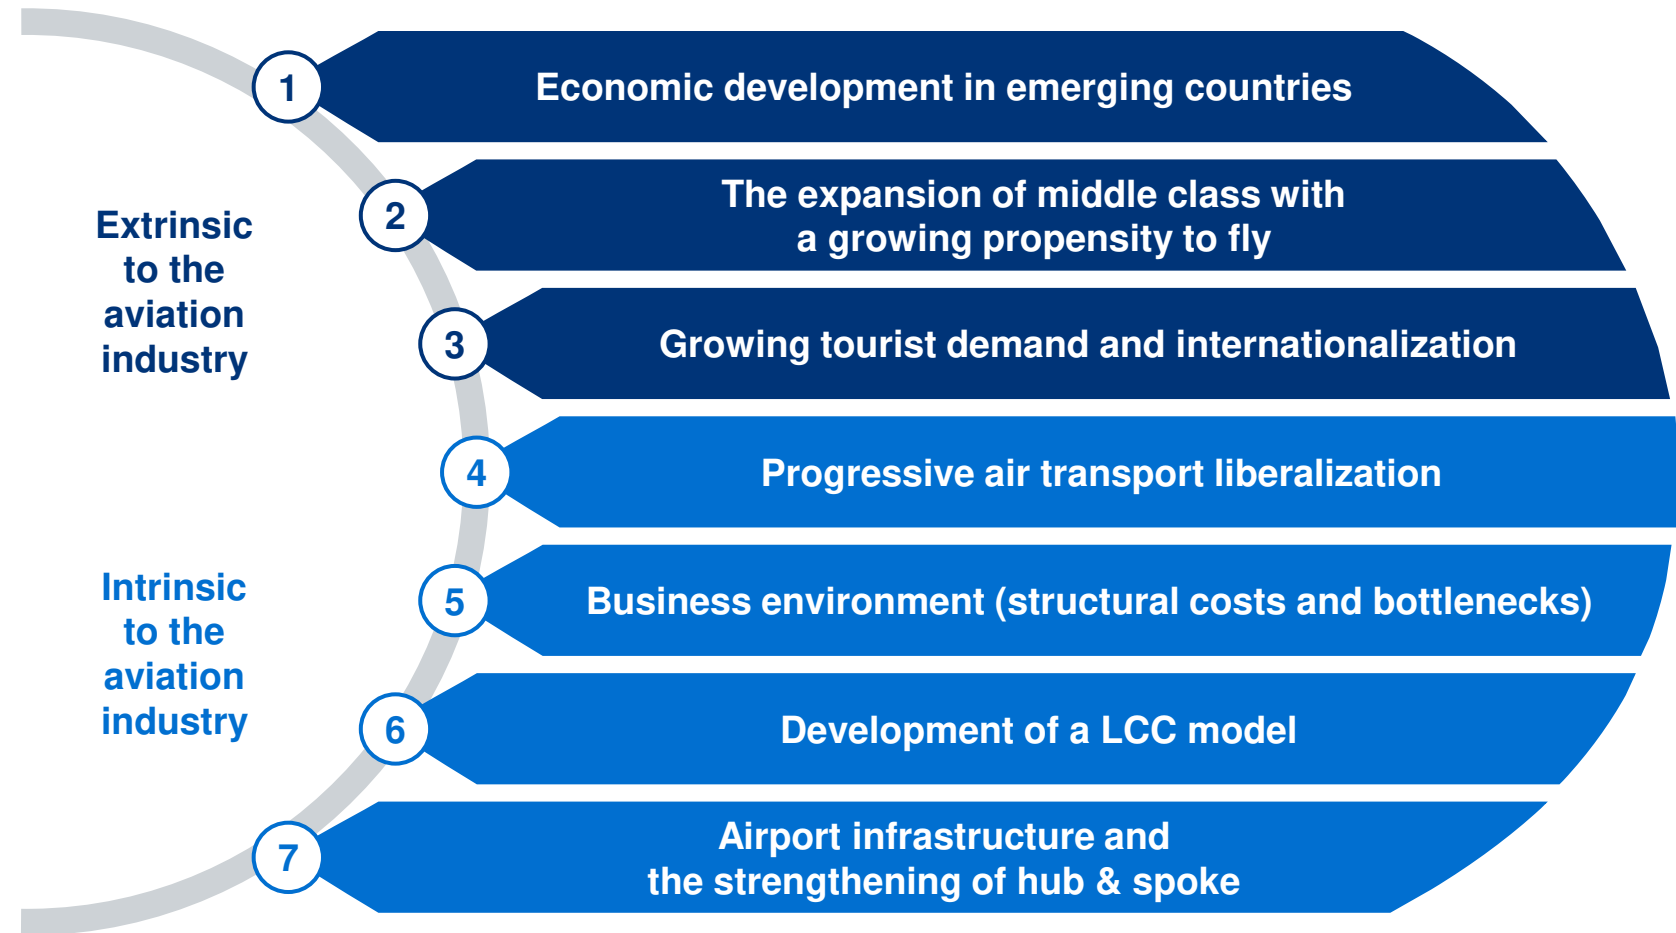 1
Economic development in emerging countries
2
The expansion of middle class with
a growing propensity to fly
Extrinsic
to the
aviation
industry
3
Growing tourist demand and internationalization
4
Progressive air transport liberalization
Intrinsic
to the
aviation
industry
5
Business environment (structural costs and bottlenecks)
6
Development of a LCC model
7
Airport infrastructure and
the strengthening of hub & spoke